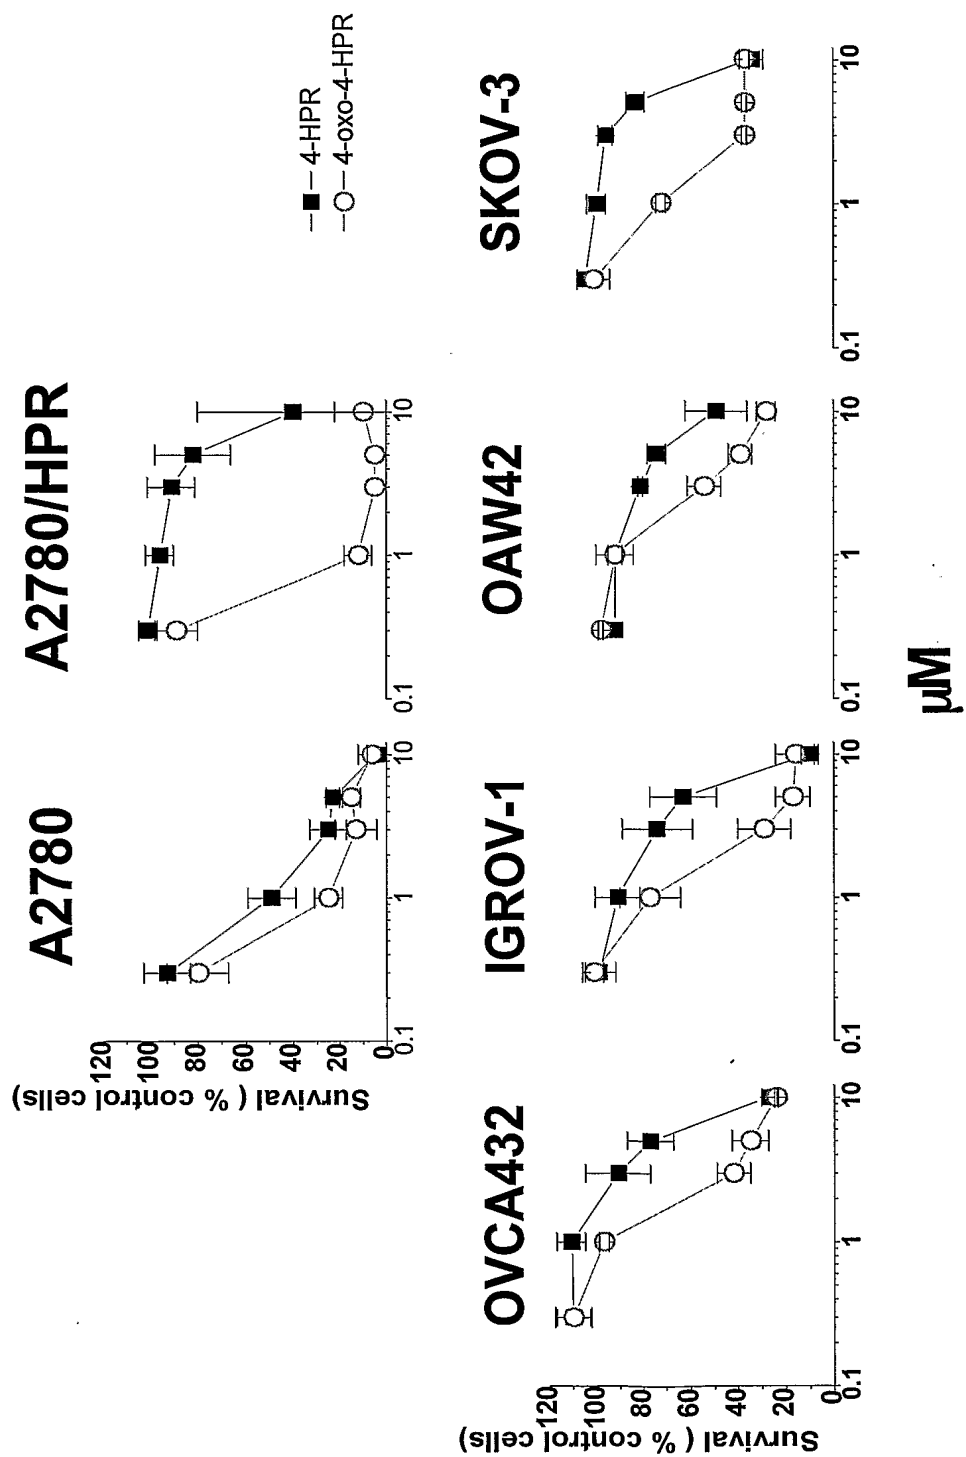 A2780
A2780/HPR
4-HPR
4-oxo-4-HPR
Survival ( % control cells)
120
100
80
60
40
20
0
0.1
1
10
0.1
1
10
OVCA432
IGROV-1
OAW42
SKOV-3
Survival ( % control cells)
120
100
80
60
40
20
0
0.1
1
10
0.1
1
10
0.1
1
10
0.1
1
10
µM